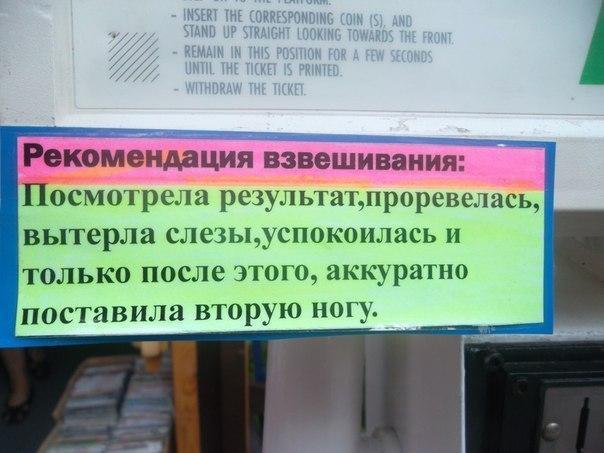 - INSERT THE CORRESPONDING COIN (S), AND
STAND UP STRAIGHT LOOKING TOWARDS THE FRONT.
- REMAIN IN THIS POSITION FOR A FEW SECONDS
UNTIL THE TICKET IS PRINTED.
- WITHDRAW THE TICKET.
Рекомендация взвешивания:
Посмотрела результат,проревелась,
вытерла слезы,успокоилась и
только после этого, аккуратно
поставила вторую ногу.